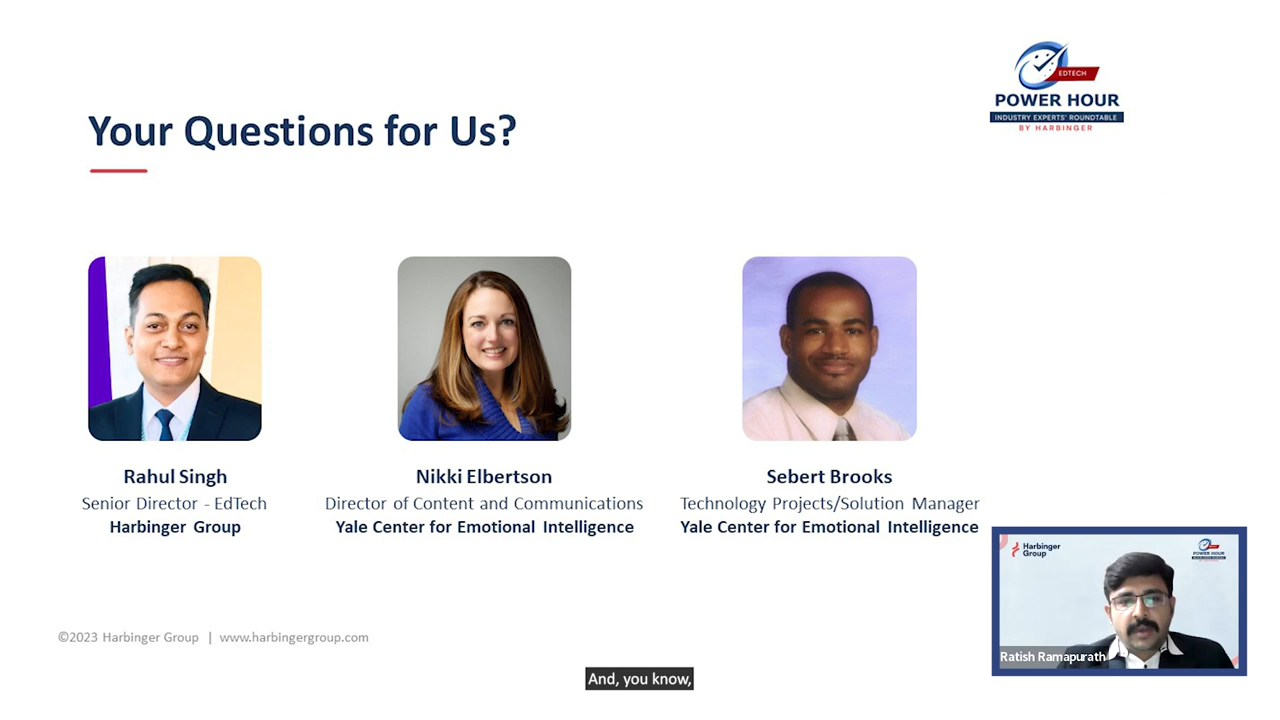 EDTECH
POWER HOUR
INDUSTRY EXPERTS' ROUNDTABLE
BY HARBINGER
Your Questions for Us?
Rahul Singh
Senior Director - EdTech
Harbinger Group
Nikki Elbertson
Director of Content and Communications
Yale Center for Emotional Intelligence
Sebert Brooks
Technology Projects/Solution Manager
Yale Center for Emotional Intelligence
Harbinger
Group
POWER HOUR
Ratish Ramapurath
©2023 Harbinger Group | www.harbingergroup.com
And, you know,